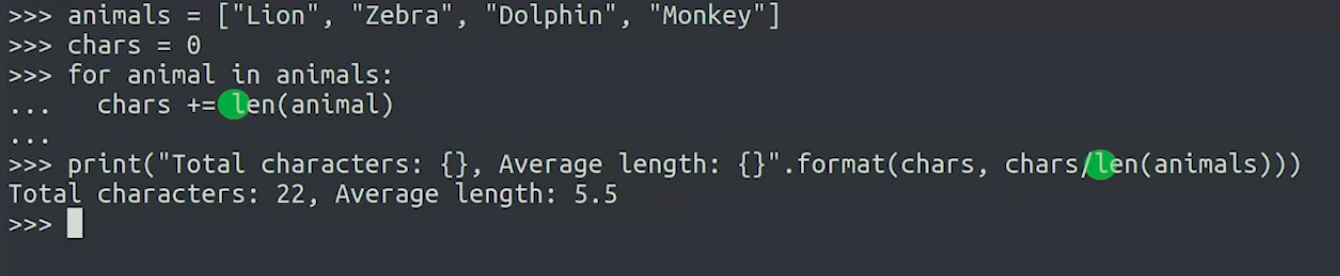 >>> animals = ["Lion", "Zebra", "Dolphin", "Monkey"]
>>> chars = 0
>>> for animal in animals:
...   chars += len(animal)
...
>>> print("Total characters: {}, Average length: {}".format(chars, chars/len(animals)))
Total characters: 22, Average length: 5.5
>>>